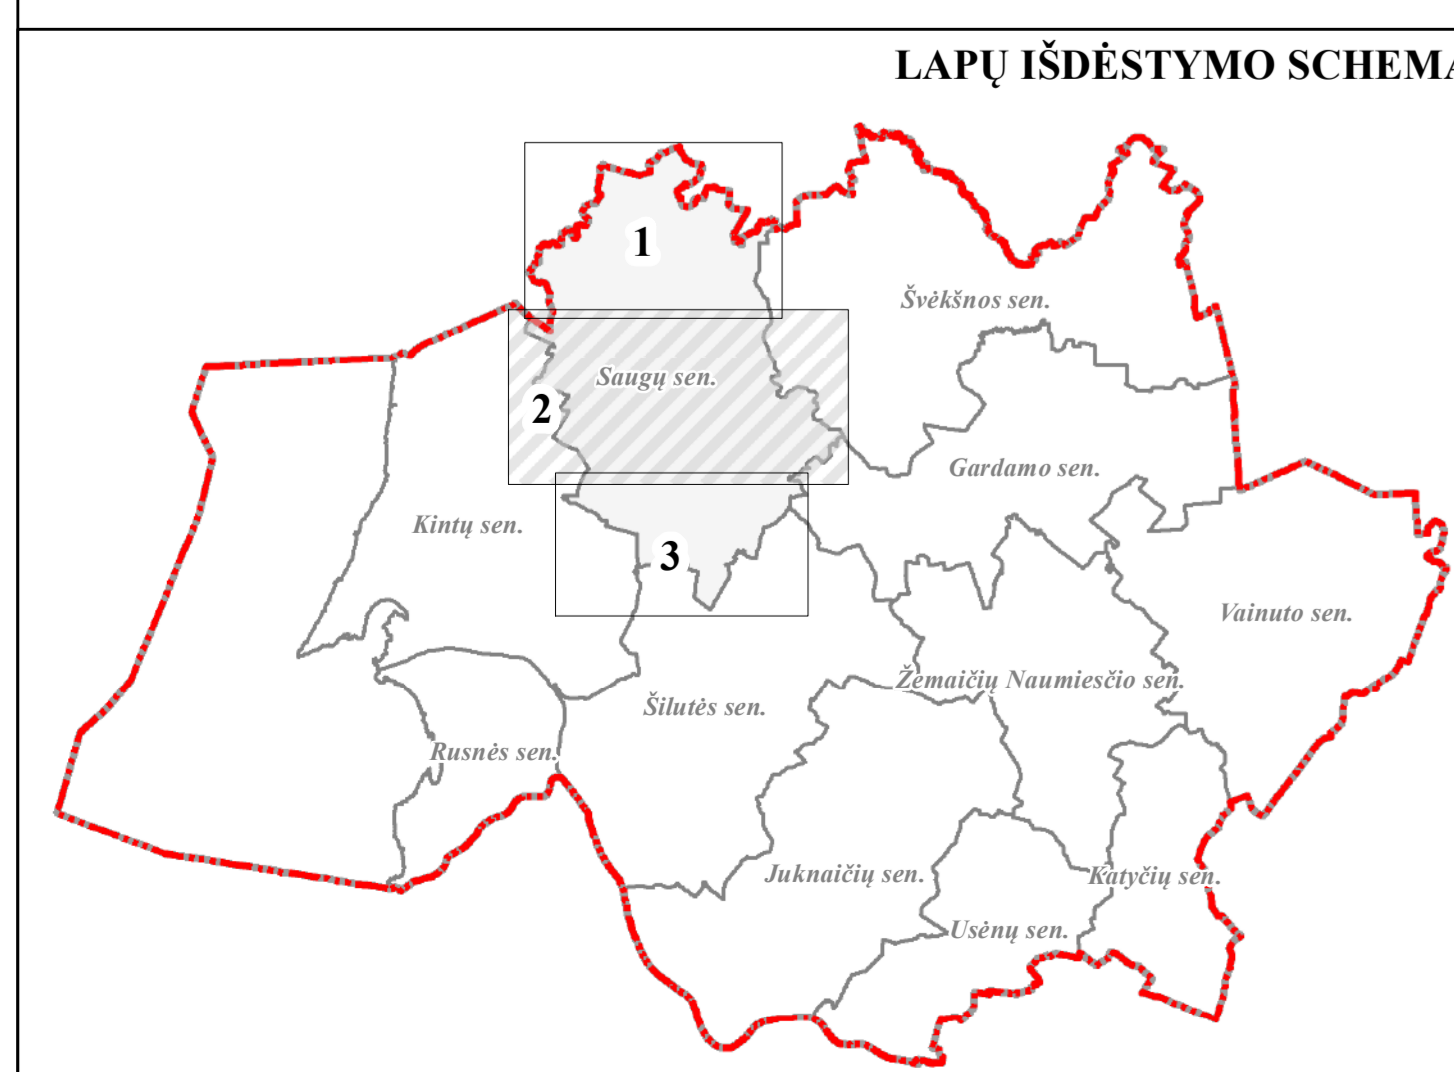 LAPŲ IŠDĖSTYMO SCHEMA
1
Švėkšnos sen.
Saugų sen.
2
Gardamo sen.
Kintų sen.
3
Vainuto sen.
Žemaičių Naumiesčio sen.
Šilutės sen.
Rusnės sen.
Juknaičių sen.
Katyčių sen.
Usėnų sen.